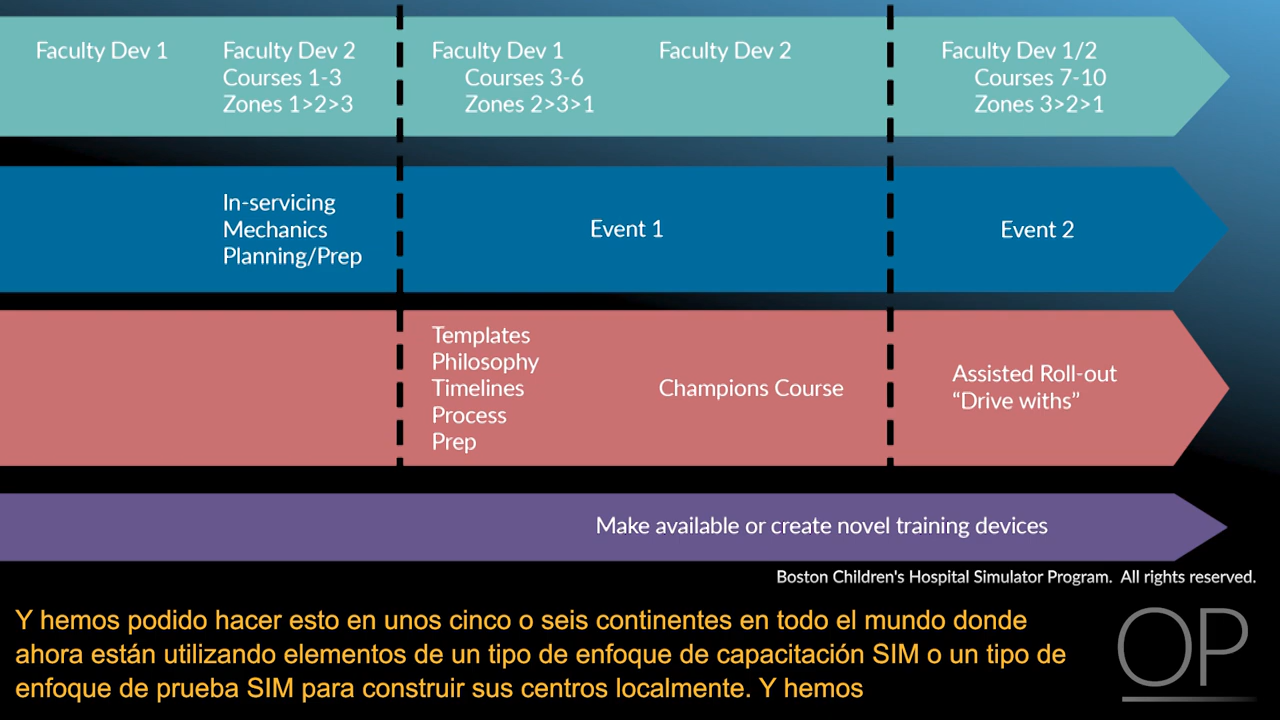 Faculty Dev 1
Faculty Dev 2
Courses 1-3
Zones 1>2>3
Faculty Dev 1
Courses 3-6
Zones 2>3>1
Faculty Dev 2
Faculty Dev 1/2
Courses 7-10
Zones 3>2>1
In-servicing
Mechanics
Planning/Prep
Event 1
Event 2
Templates
Philosophy
Timelines
Process
Prep
Champions Course
Assisted Roll-out
“Drive withs”
Make available or create novel training devices
Boston Children's Hospital Simulator Program.  All rights reserved.
Y hemos podido hacer esto en unos cinco o seis continentes en todo el mundo donde
ahora están utilizando elementos de un tipo de enfoque de capacitación SIM o un tipo de
enfoque de prueba SIM para construir sus centros localmente. Y hemos
OP